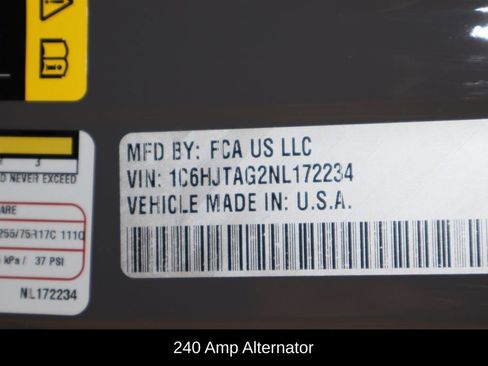 3
D NEVER EXCEED
ARE
255/75R17C 111Q
kPa / 37 PSI
NL172234
MFD BY: FCA US LLC
VIN: 1C6HJTAG2NL172234
VEHICLE MADE IN: U.S.A.
240 Amp Alternator